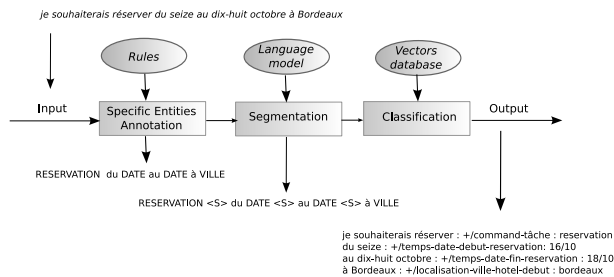 je souhaiterais réserver du seize au dix-huit octobre à Bordeaux
Rules
Language
model
Vectors
database
Input
Specific Entities
Annotation
Segmentation
Classification
Output
RESERVATION du DATE au DATE à VILLE
RESERVATION <S> du DATE <S> au DATE <S> à VILLE
je souhaiterais réserver : +/command-tâche : reservation
du seize : +/temps-date-debut-reservation: 16/10
au dix-huit octobre : +/temps-date-fin-reservation : 18/10
à Bordeaux : +/localisation-ville-hotel-debut : bordeaux